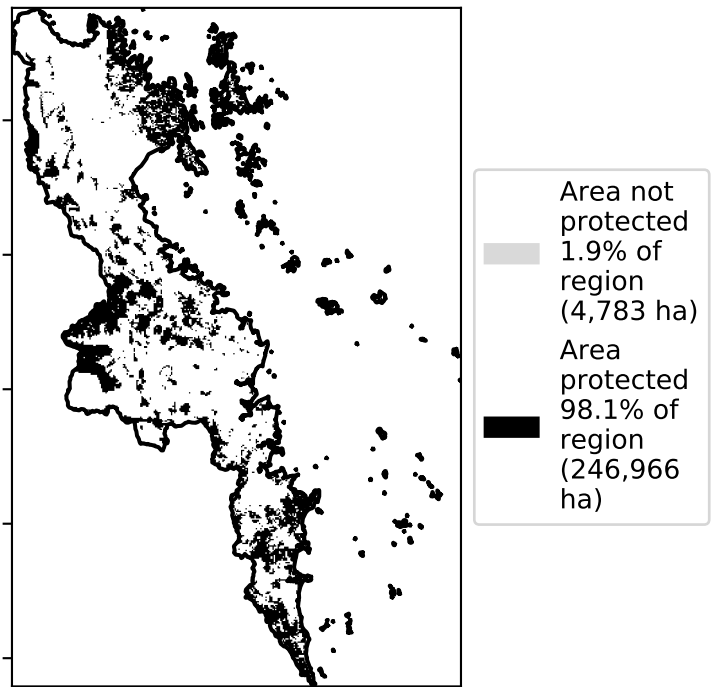 Area not
protected
1.9% of
region
(4,783 ha)
Area
protected
98.1% of
region
(246,966
ha)